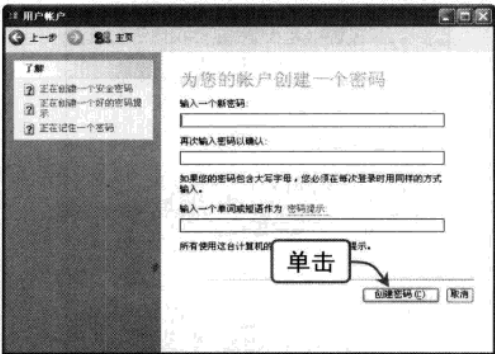 用户帐户
上一步 主页
了解
正在创建一个安全密码
正在创建一个好的密码提示
正在记住一个密码
为您的帐户创建一个密码
输入一个新密码:
再次输入密码以确认:
如果您的密码包含大写字母,您必须在每次登录时用同样的方式
输入。
输入一个单词或短语作为 密码提示:
所有使用这台计算机的
提示。
单击
创建密码(C) 取消